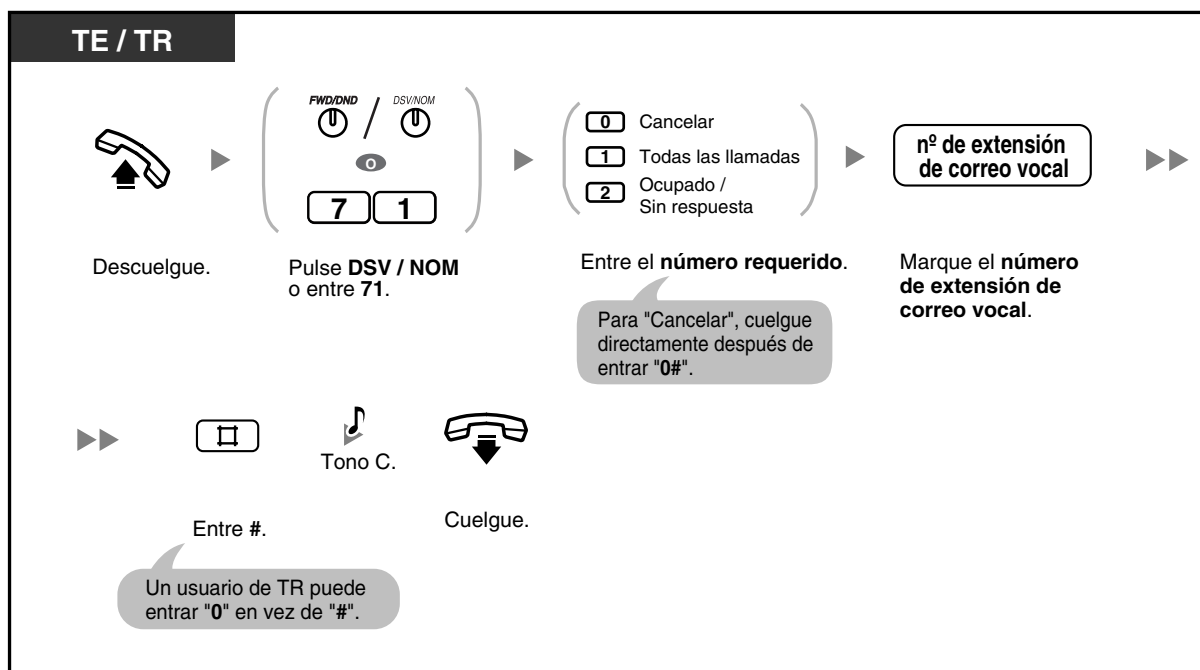 TE / TR
FWD/DND / DSV/NOM
o
7 1
0 Cancelar
1 Todas las llamadas
2 Ocupado /
Sin respuesta
nº de extensión
de correo vocal
Descuelgue.
Pulse DSV / NOM
o entre 71.
Entre el número requerido.
Para "Cancelar", cuelgue
directamente después de
entrar "0#".
Marque el número
de extensión de
correo vocal.
#
Tono C.
Entre #.
Cuelgue.
Un usuario de TR puede
entrar "0" en vez de "#".